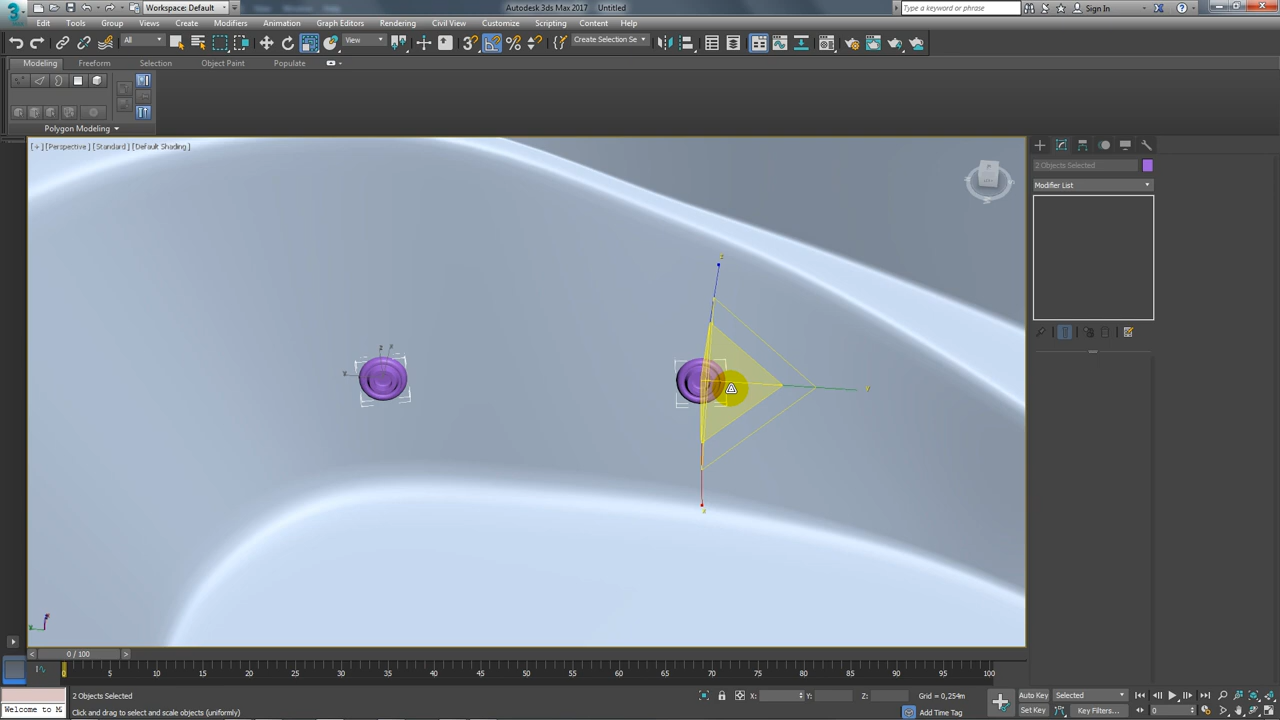 Workspace: Default
Autodesk 3ds Max 2017
Untitled
Type a keyword or phrase
Sign In
Edit
Tools
Group
Views
Create
Modifiers
Animation
Graph Editors
Rendering
Civil View
Customize
Scripting
Content
Help
All
View
Create Selection Se
Modeling
Freeform
Selection
Object Paint
Populate
Polygon Modeling
[+] [Perspective] [Standard] [Default Shading]
2 Objects Selected
Modifier List
0 / 100
0 5 10 15 20 25 30 35 40 45 50 55 60 65 70 75 80 85 90 95 100
2 Objects Selected
X:
Y:
Z:
Grid = 0,254m
Auto Key
Selected
Welcome to M
Click and drag to select and scale objects (uniformly)
Add Time Tag
Set Key
Key Filters...
0